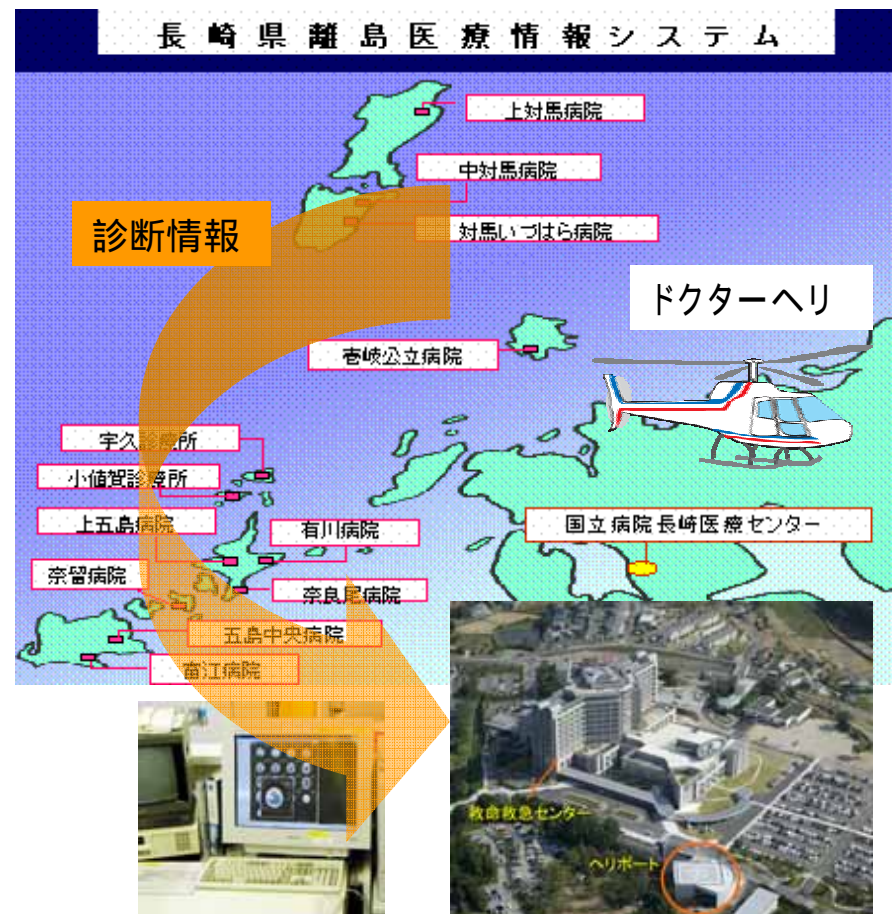 長崎県離島医療情報システム
上対馬病院
中対馬病院
診断情報
対馬いづはら病院
ドクターヘリ
壱岐公立病院
宇久診療所
小値賀診療所
上五島病院
有川病院
国立病院長崎医療センター
奈留病院
奈良尾病院
五島中央病院
苗江病院
救命救急センター
ヘリポート